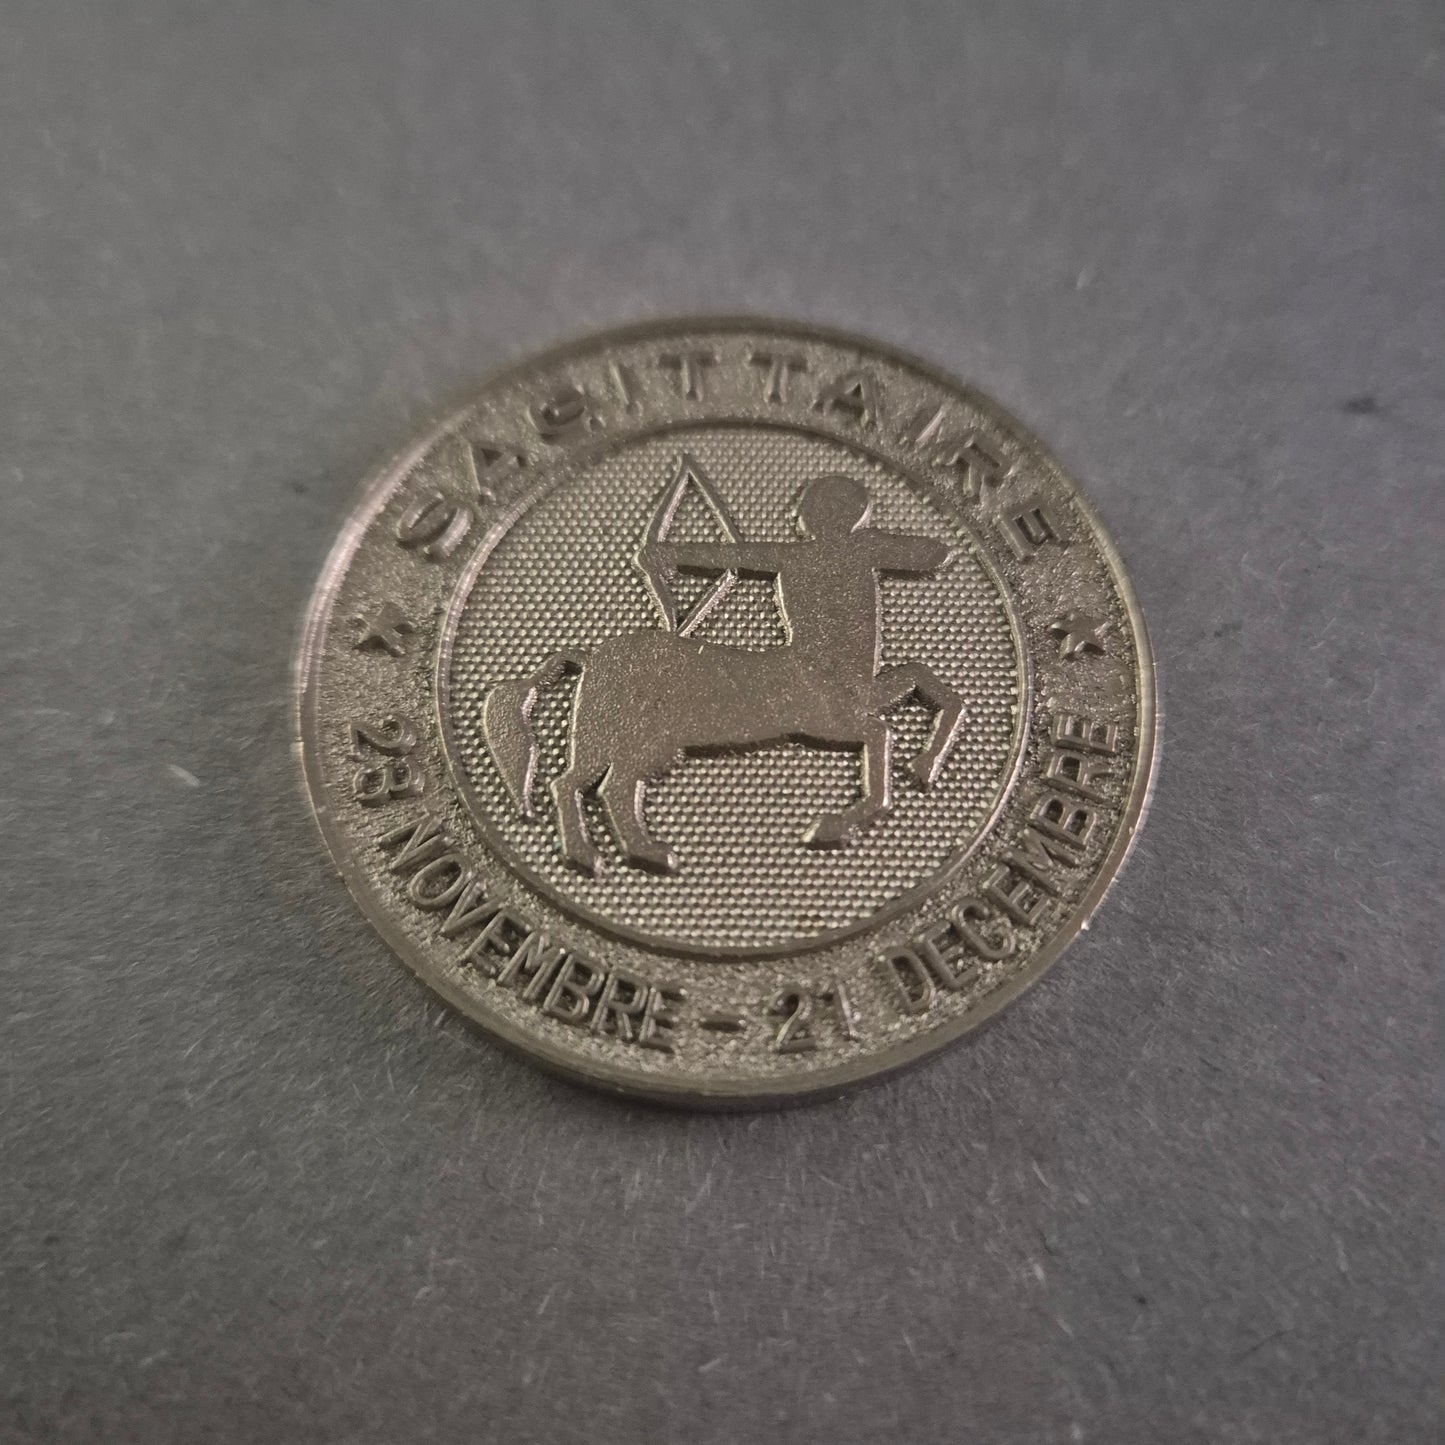 SAGITTAIRE
23 NOVEMBRE - 21 DECEMBRE